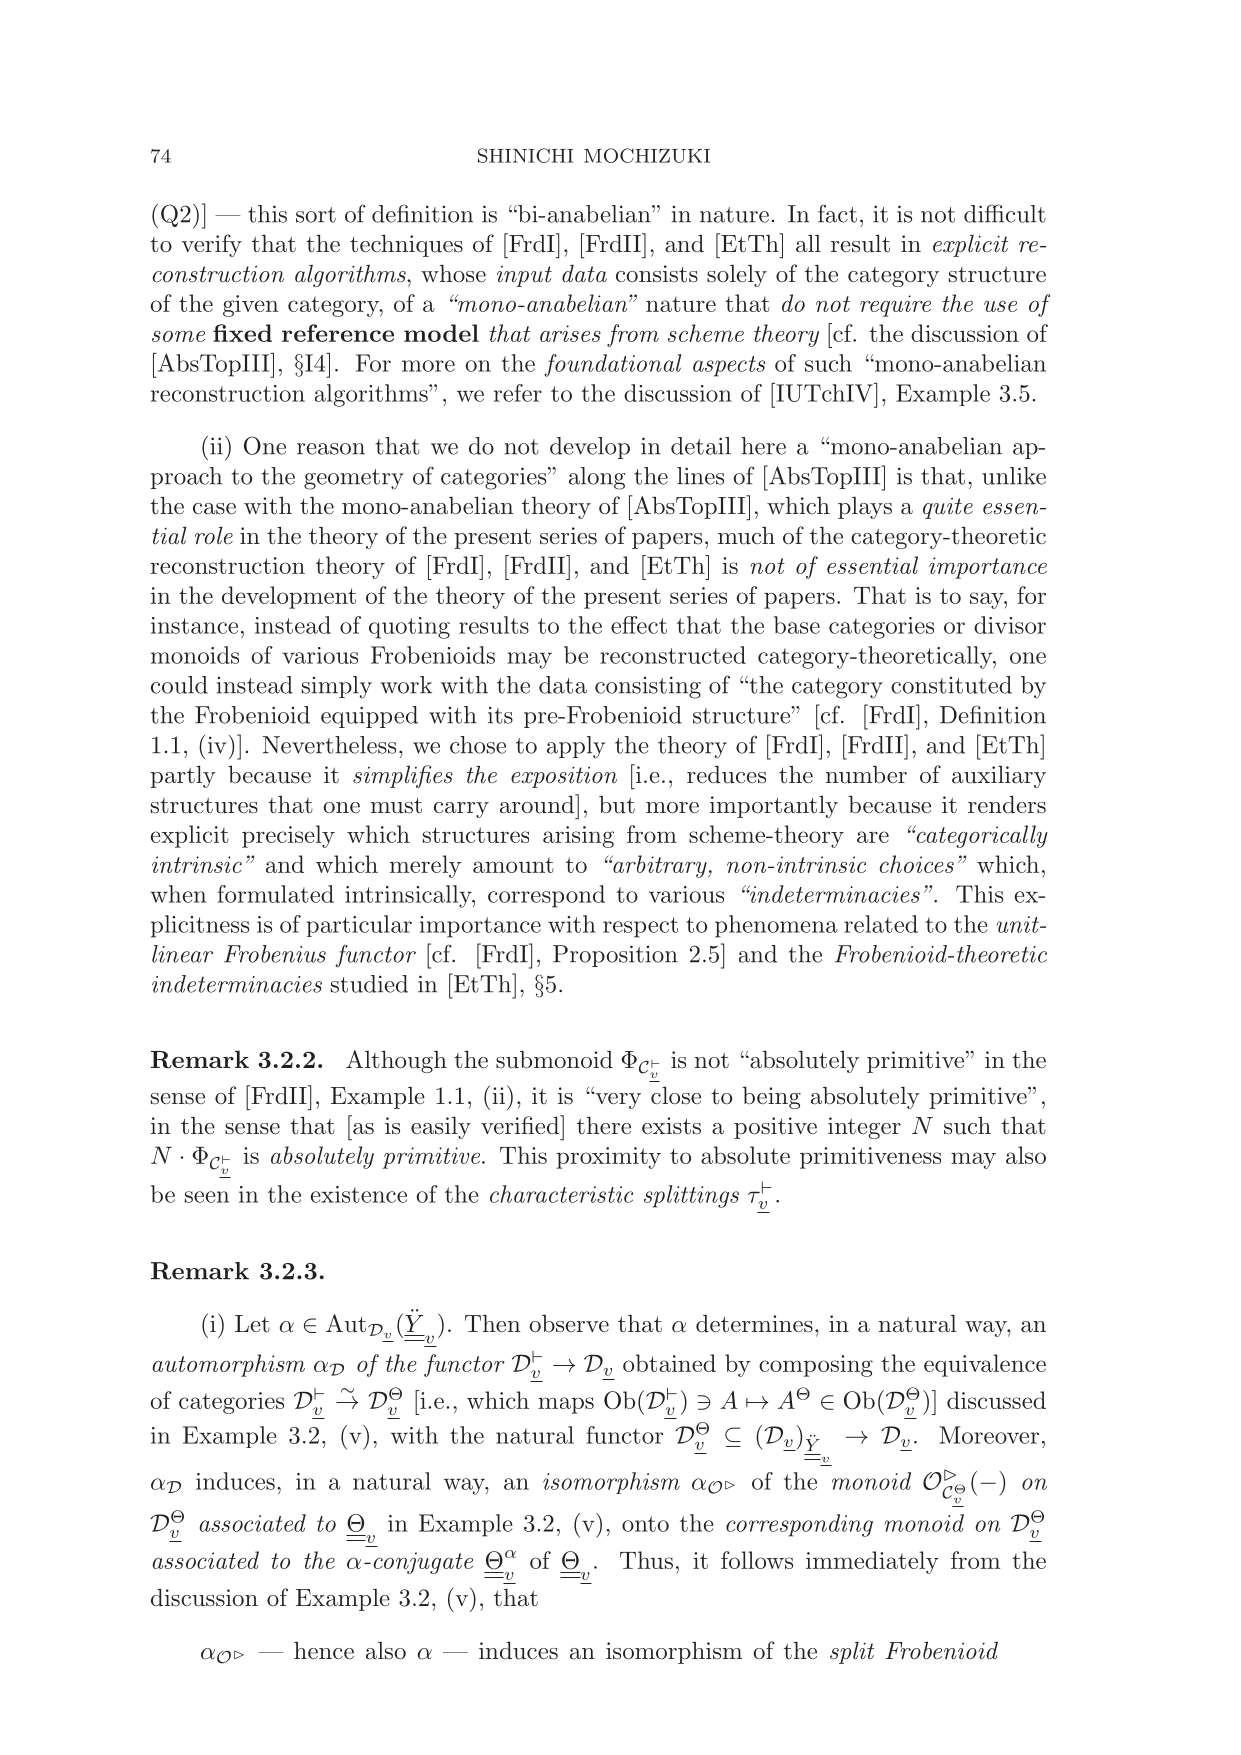 74 SHINICHI MOCHIZUKI
(Q2)] — this sort of definition is “bi-anabelian” in nature. In fact, it is not difficult
to verify that the techniques of [FrdI], [FrdII], and [EtTh] all result in explicit re-
construction algorithms, whose input data consists solely of the category structure
of the given category, of a “mono-anabelian” nature that do not require the use of
some fixed reference model that arises from scheme theory [cf. the discussion of
[AbsTopIII], §I4]. For more on the foundational aspects of such “mono-anabelian
reconstruction algorithms”, we refer to the discussion of [IUTchIV], Example 3.5.
(ii) One reason that we do not develop in detail here a “mono-anabelian ap-
proach to the geometry of categories” along the lines of [AbsTopIII] is that, unlike
the case with the mono-anabelian theory of [AbsTopIII], which plays a quite essen-
tial role in the theory of the present series of papers, much of the category-theoretic
reconstruction theory of [FrdI], [FrdII], and [EtTh] is not of essential importance
in the development of the theory of the present series of papers. That is to say, for
instance, instead of quoting results to the effect that the base categories or divisor
monoids of various Frobenioids may be reconstructed category-theoretically, one
could instead simply work with the data consisting of “the category constituted by
the Frobenioid equipped with its pre-Frobenioid structure” [cf. [FrdI], Definition
1.1, (iv)]. Nevertheless, we chose to apply the theory of [FrdI], [FrdII], and [EtTh]
partly because it simplifies the exposition [i.e., reduces the number of auxiliary
structures that one must carry around], but more importantly because it renders
explicit precisely which structures arising from scheme-theory are “categorically
intrinsic” and which merely amount to “arbitrary, non-intrinsic choices” which,
when formulated intrinsically, correspond to various “indeterminacies”. This ex-
plicitness is of particular importance with respect to phenomena related to the unit-
linear Frobenius functor [cf. [FrdI], Proposition 2.5] and the Frobenioid-theoretic
indeterminacies studied in [EtTh], §5.
Remark 3.2.2. Although the submonoid $\Phi_{\mathcal{C}^{\vdash}_{\underline{v}}}$ is not “absolutely primitive” in the
sense of [FrdII], Example 1.1, (ii), it is “very close to being absolutely primitive”,
in the sense that [as is easily verified] there exists a positive integer $N$ such that
$N \cdot \Phi_{\mathcal{C}^{\vdash}_{\underline{v}}}$ is absolutely primitive. This proximity to absolute primitiveness may also
be seen in the existence of the characteristic splittings $\tau^{\vdash}_{\underline{v}}$.
Remark 3.2.3.
(i) Let $\alpha \in \mathrm{Aut}_{\mathcal{D}_{\underline{v}}}(\underline{\underline{\ddot{Y}}}_{\underline{v}})$. Then observe that $\alpha$ determines, in a natural way, an
automorphism $\alpha_{\mathcal{D}}$ of the functor $\mathcal{D}^{\vdash}_{\underline{v}} \to \mathcal{D}_{\underline{v}}$ obtained by composing the equivalence
of categories $\mathcal{D}^{\vdash}_{\underline{v}} \stackrel{\sim}{\to} \mathcal{D}^{\Theta}_{\underline{v}}$ [i.e., which maps $\mathrm{Ob}(\mathcal{D}^{\vdash}_{\underline{v}}) \ni A \mapsto A^{\Theta} \in \mathrm{Ob}(\mathcal{D}^{\Theta}_{\underline{v}})$] discussed
in Example 3.2, (v), with the natural functor $\mathcal{D}^{\Theta}_{\underline{v}} \subseteq (\mathcal{D}_{\underline{v}})_{\underline{\underline{\ddot{Y}}}_{\underline{v}}} \to \mathcal{D}_{\underline{v}}$. Moreover,
$\alpha_{\mathcal{D}}$ induces, in a natural way, an isomorphism $\alpha_{\mathcal{O}^{\rhd}}$ of the monoid $\mathcal{O}^{\rhd}_{\mathcal{C}^{\Theta}_{\underline{v}}}(-)$ on
$\mathcal{D}^{\Theta}_{\underline{v}}$ associated to $\underline{\underline{\Theta}}_{\underline{v}}$ in Example 3.2, (v), onto the corresponding monoid on $\mathcal{D}^{\Theta}_{\underline{v}}$
associated to the $\alpha$-conjugate $\underline{\underline{\Theta}}^{\alpha}_{\underline{v}}$ of $\underline{\underline{\Theta}}_{\underline{v}}$. Thus, it follows immediately from the
discussion of Example 3.2, (v), that
$\alpha_{\mathcal{O}^{\rhd}}$ — hence also $\alpha$ — induces an isomorphism of the split Frobenioid